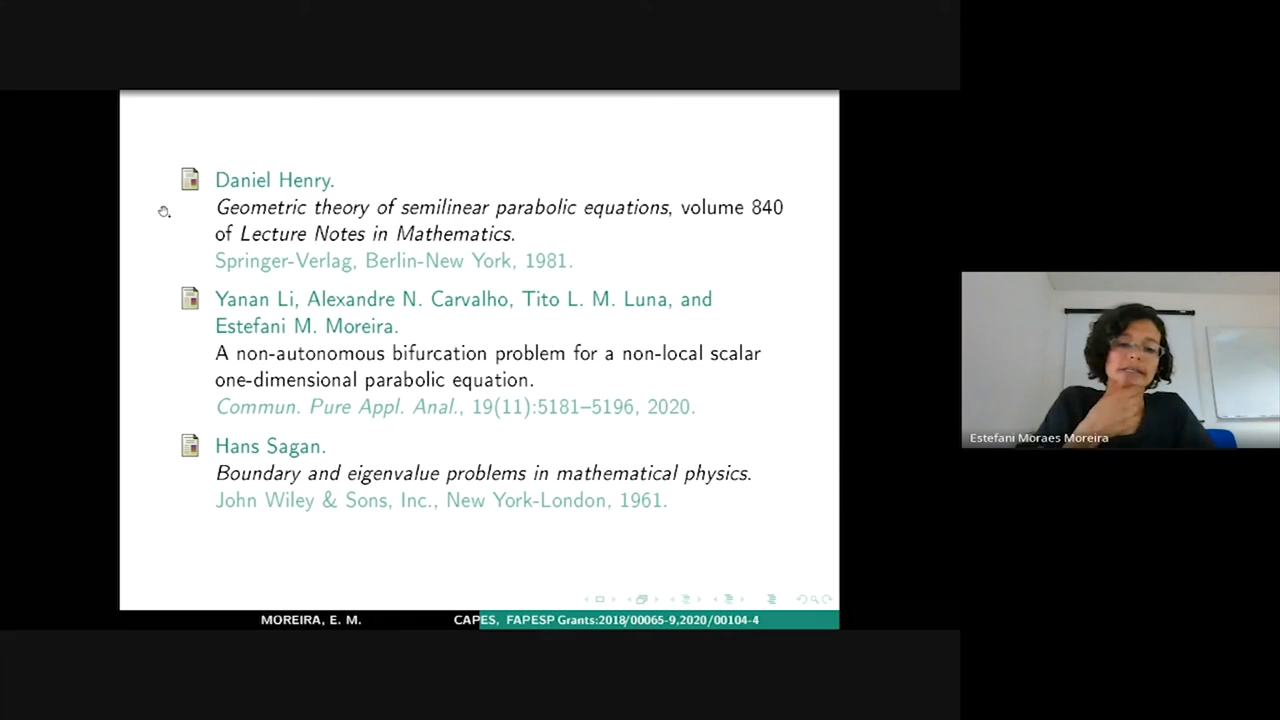 Daniel Henry.
Geometric theory of semilinear parabolic equations, volume 840
of Lecture Notes in Mathematics.
Springer-Verlag, Berlin-New York, 1981.
Yanan Li, Alexandre N. Carvalho, Tito L. M. Luna, and
Estefani M. Moreira.
A non-autonomous bifurcation problem for a non-local scalar
one-dimensional parabolic equation.
Commun. Pure Appl. Anal., 19(11):5181–5196, 2020.
Hans Sagan.
Boundary and eigenvalue problems in mathematical physics.
John Wiley & Sons, Inc., New York-London, 1961.
MOREIRA, E. M. CAPES, FAPESP Grants:2018/00065-9,2020/00104-4
Estefani Moraes Moreira